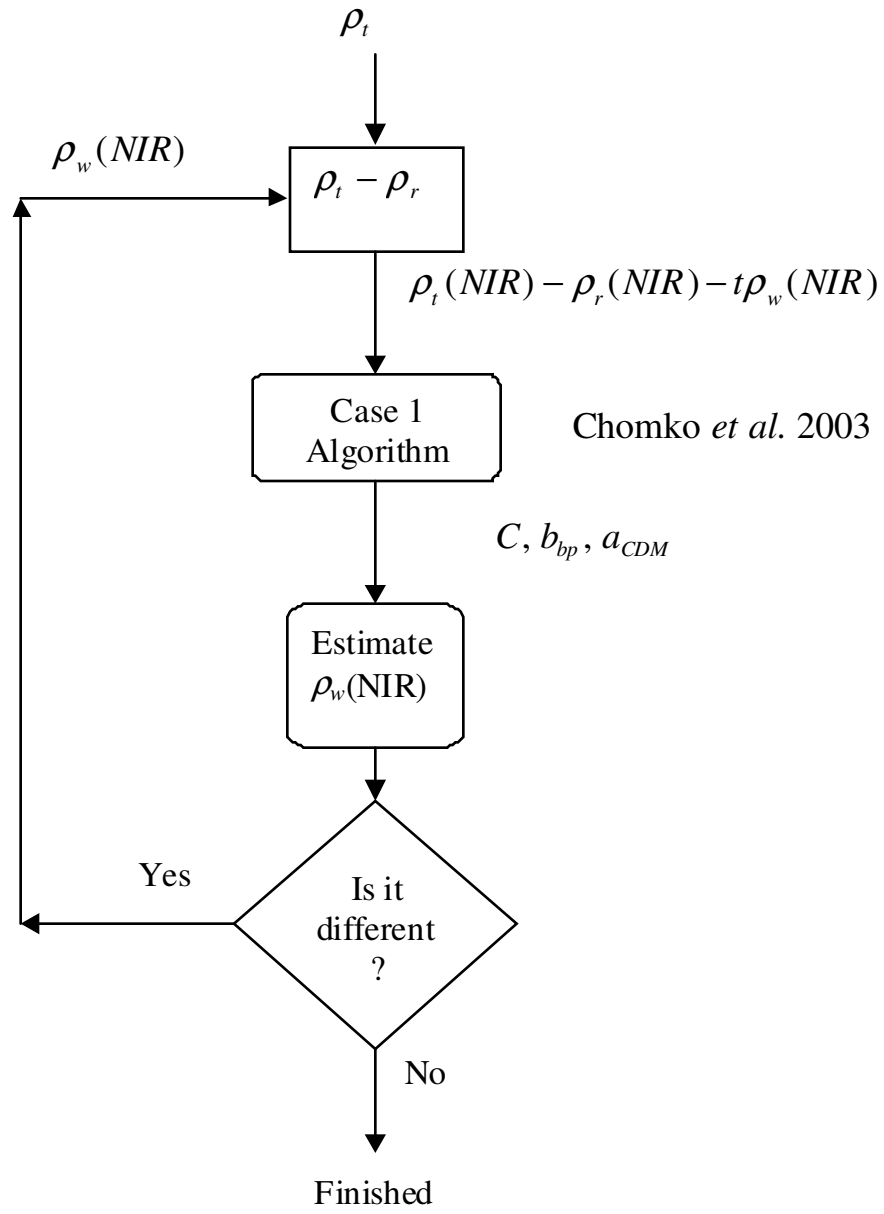 ρ_t
ρ_w(NIR)
ρ_t − ρ_r
ρ_t(NIR) − ρ_r(NIR) − tρ_w(NIR)
Case 1
Algorithm
Chomko et al. 2003
C, b_bp, a_CDM
Estimate
ρ_w(NIR)
Yes
Is it
different
?
No
Finished